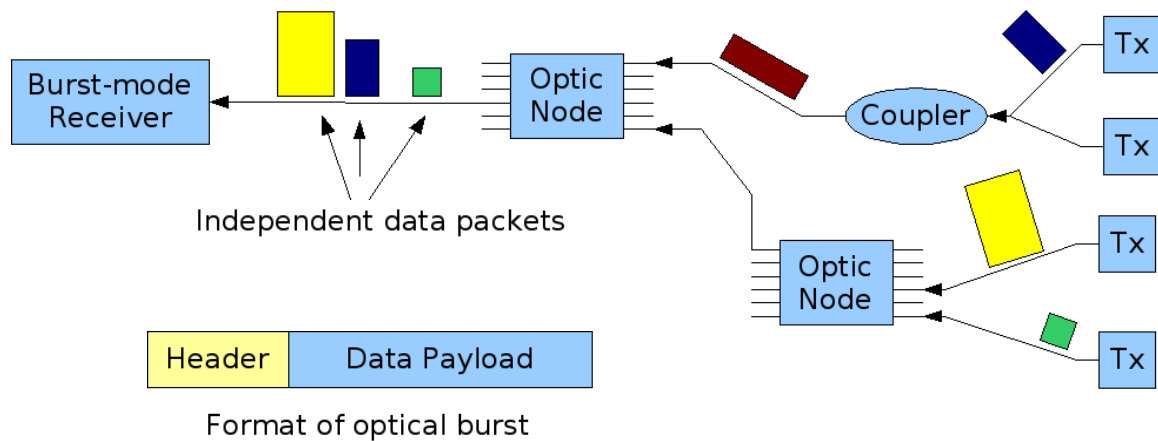 Burst-mode
Receiver
Optic
Node
Coupler
Tx
Tx
Independent data packets
Optic
Node
Tx
Tx
Header
Data Payload
Format of optical burst